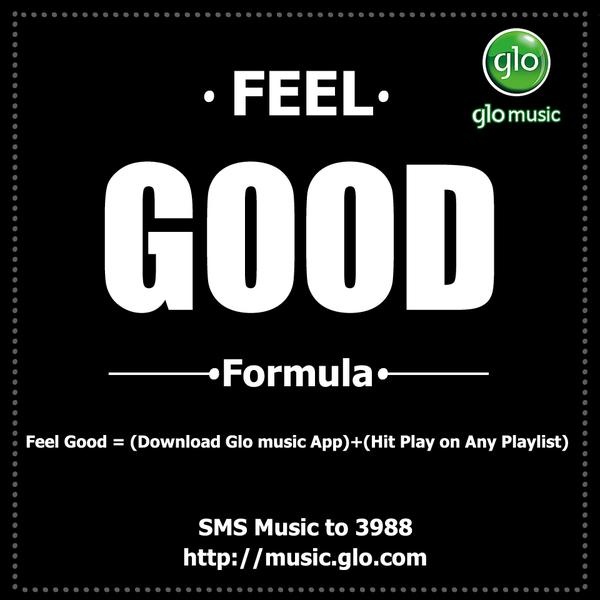 glo
glo music
· FEEL ·
GOOD
Formula
Feel Good = (Download Glo music App)+(Hit Play on Any Playlist)
SMS Music to 3988
http://music.glo.com